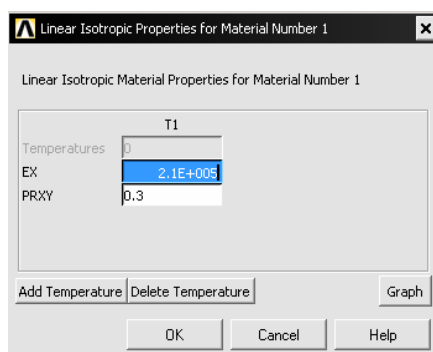 Linear Isotropic Properties for Material Number 1
Linear Isotropic Material Properties for Material Number 1
T1
Temperatures 0
EX 2.1E+005
PRXY 0.3
Add Temperature Delete Temperature Graph
OK Cancel Help